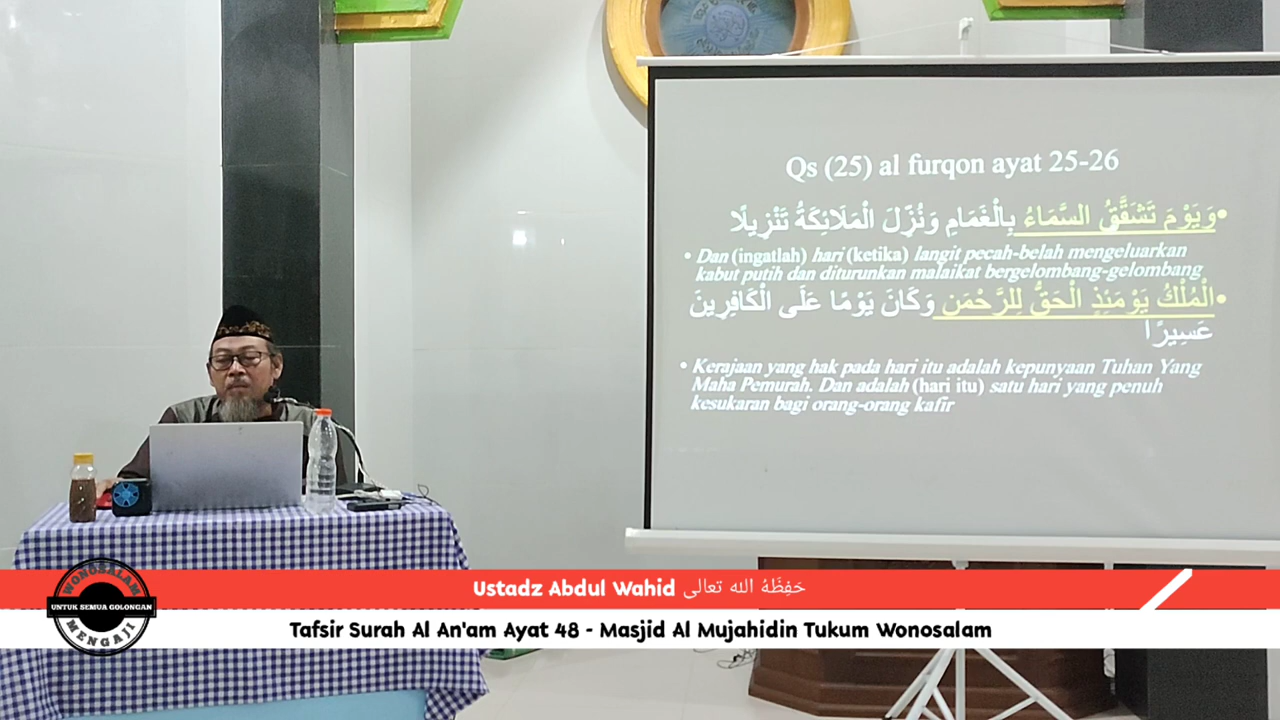 Qs (25) al furqon ayat 25-26
•وَيَوْمَ تَشَقَّقُ السَّمَاءُ بِالْغَمَامِ وَنُزِّلَ الْمَلَائِكَةُ تَنْزِيلًا
• Dan (ingatlah) hari (ketika) langit pecah-belah mengeluarkan
kabut putih dan diturunkan malaikat bergelombang-gelombang
•الْمُلْكُ يَوْمَئِذٍ الْحَقُّ لِلرَّحْمَنِ وَكَانَ يَوْمًا عَلَى الْكَافِرِينَ
عَسِيرًا
• Kerajaan yang hak pada hari itu adalah kepunyaan Tuhan Yang
Maha Pemurah. Dan adalah (hari itu) satu hari yang penuh
kesukaran bagi orang-orang kafir
Ustadz Abdul Wahid حَفِظَهُ الله تعالى
WONOSALAM
UNTUK SEMUA GOLONGAN
MENGAJI
Tafsir Surah Al An'am Ayat 48 - Masjid Al Mujahidin Tukum Wonosalam